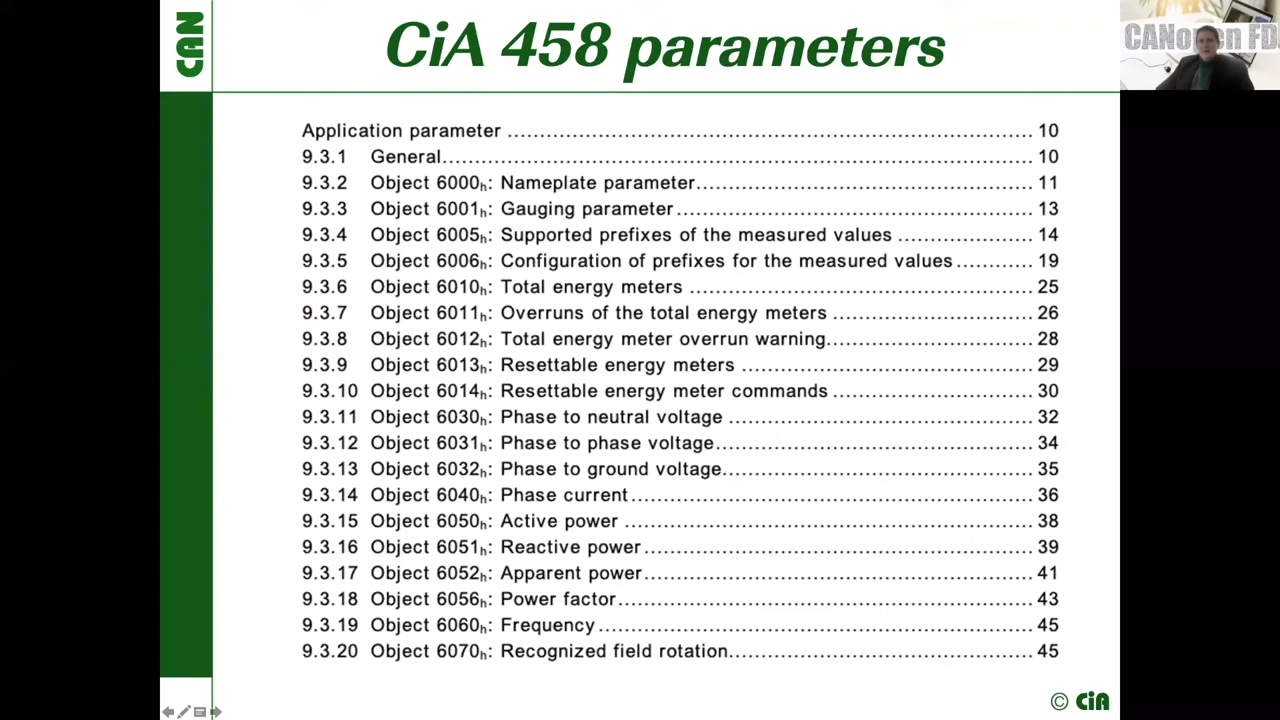 CAN
CiA 458 parameters
CANopen FD
Application parameter ........ 10
9.3.1 General ........ 10
9.3.2 Object 6000h: Nameplate parameter ........ 11
9.3.3 Object 6001h: Gauging parameter ........ 13
9.3.4 Object 6005h: Supported prefixes of the measured values ........ 14
9.3.5 Object 6006h: Configuration of prefixes for the measured values ........ 19
9.3.6 Object 6010h: Total energy meters ........ 25
9.3.7 Object 6011h: Overruns of the total energy meters ........ 26
9.3.8 Object 6012h: Total energy meter overrun warning ........ 28
9.3.9 Object 6013h: Resettable energy meters ........ 29
9.3.10 Object 6014h: Resettable energy meter commands ........ 30
9.3.11 Object 6030h: Phase to neutral voltage ........ 32
9.3.12 Object 6031h: Phase to phase voltage ........ 34
9.3.13 Object 6032h: Phase to ground voltage ........ 35
9.3.14 Object 6040h: Phase current ........ 36
9.3.15 Object 6050h: Active power ........ 38
9.3.16 Object 6051h: Reactive power ........ 39
9.3.17 Object 6052h: Apparent power ........ 41
9.3.18 Object 6056h: Power factor ........ 43
9.3.19 Object 6060h: Frequency ........ 45
9.3.20 Object 6070h: Recognized field rotation ........ 45
© CiA